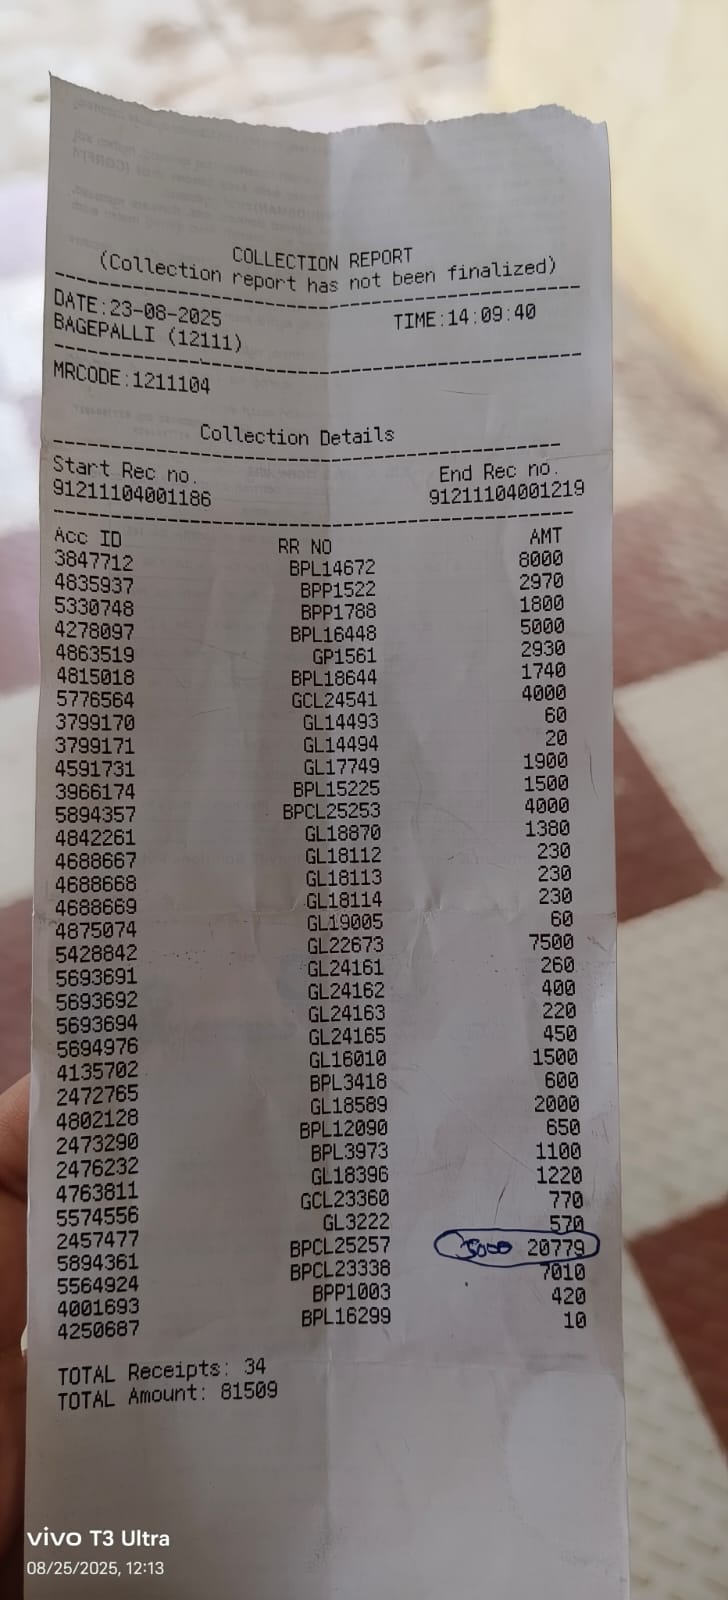 COLLECTION REPORT
(Collection report has not been finalized)
DATE:23-08-2025 TIME:14:09:40
BAGEPALLI (12111)
MRCODE:1211104
Collection Details
Start Rec no. End Rec no.
91211104001186 91211104001219
Acc ID RR NO AMT
3847712 BPL14672 8000
4835937 BPP1522 2970
5330748 BPP1788 1800
4278097 BPL16448 5000
4863519 GP1561 2930
4815018 BPL18644 1740
5776564 GCL24541 4000
3799170 GL14493 60
3799171 GL14494 20
4591731 GL17749 1900
3966174 BPL15225 1500
5894357 BPCL25253 4000
4842261 GL18870 1380
4688667 GL18112 230
4688668 GL18113 230
4688669 GL18114 230
4875074 GL19005 60
5428842 GL22673 7500
5693691 GL24161 260
5693692 GL24162 400
5693694 GL24163 220
5694976 GL24165 450
4135702 GL16010 1500
2472765 BPL3418 600
4802128 GL18589 2000
2473290 BPL12090 650
2476232 BPL3973 1100
4763811 GL18396 1220
5574556 GCL23360 770
2457477 GL3222 570
5894361 BPCL25257 5000 20779
5564924 BPCL23338 7010
4001693 BPP1003 420
4250687 BPL16299 10
TOTAL Receipts: 34
TOTAL Amount: 81509
vivo T3 Ultra
08/25/2025, 12:13